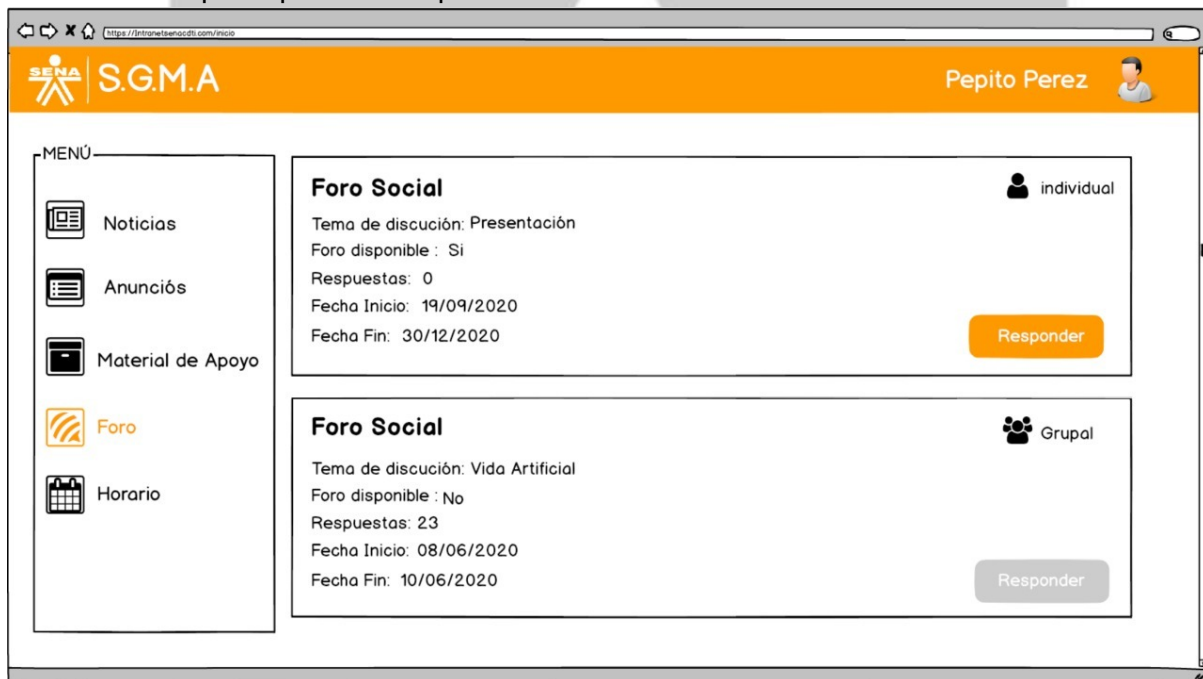 https://Intranetsenacdti.com/inicio
SENA S.G.M.A
Pepito Perez
MENÚ
Noticias
Anunciós
Material de Apoyo
Foro
Horario
Foro Social
individual
Tema de discución: Presentación
Foro disponible : Si
Respuestas: 0
Fecha Inicio: 19/09/2020
Fecha Fin: 30/12/2020
Responder
Foro Social
Grupal
Tema de discución: Vida Artificial
Foro disponible : No
Respuestas: 23
Fecha Inicio: 08/06/2020
Fecha Fin: 10/06/2020
Responder